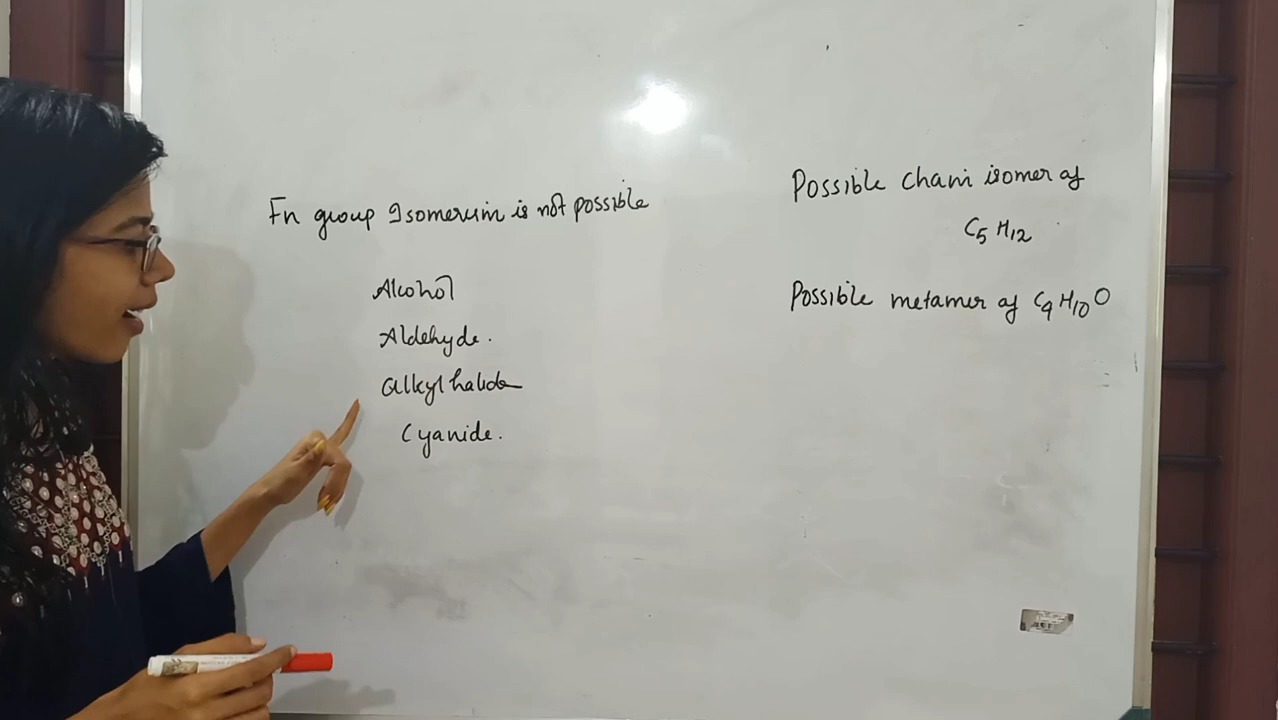 Fn group Isomerism is not possible
Alcohol
Aldehyde.
alkyl halide
Cyanide.
Possible chain isomer of
C5 H12
Possible metamer of C4 H10 O